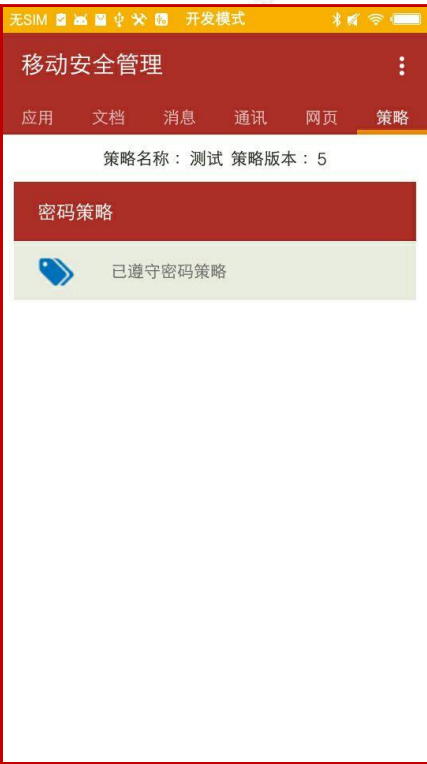 无SIM 开发模式
移动安全管理
应用 文档 消息 通讯 网页 策略
策略名称：测试 策略版本：5
密码策略
已遵守密码策略